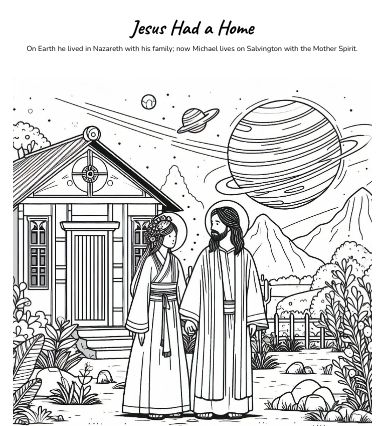 Jesus Had a Home
On Earth he lived in Nazareth with his family; now Michael lives on Salvington with the Mother Spirit.